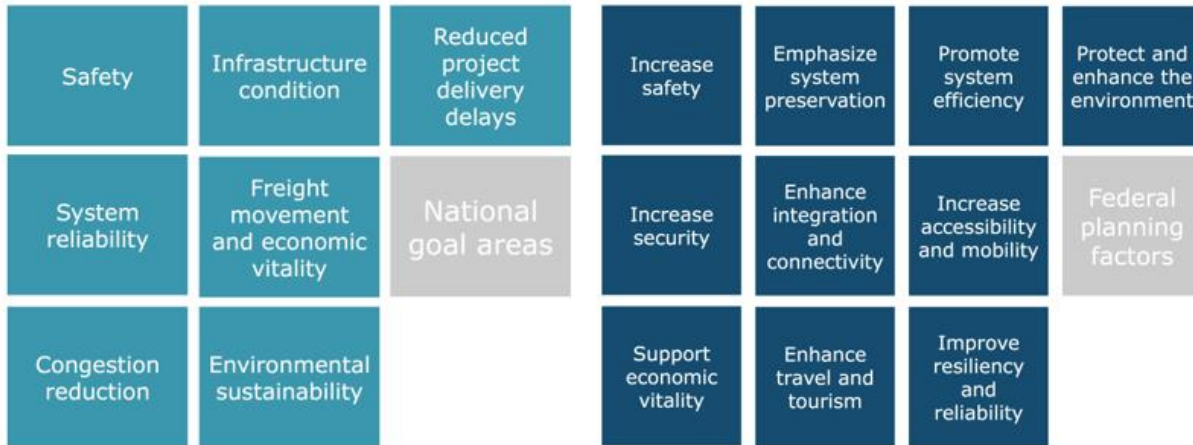 Safety
Infrastructure
condition
Reduced
project
delivery
delays
System
reliability
Freight
movement
and economic
vitality
National
goal areas
Congestion
reduction
Environmental
sustainability
Increase
safety
Emphasize
system
preservation
Promote
system
efficiency
Protect and
enhance the
environment
Increase
security
Enhance
integration
and
connectivity
Increase
accessibility
and mobility
Federal
planning
factors
Support
economic
vitality
Enhance
travel and
tourism
Improve
resiliency
and
reliability